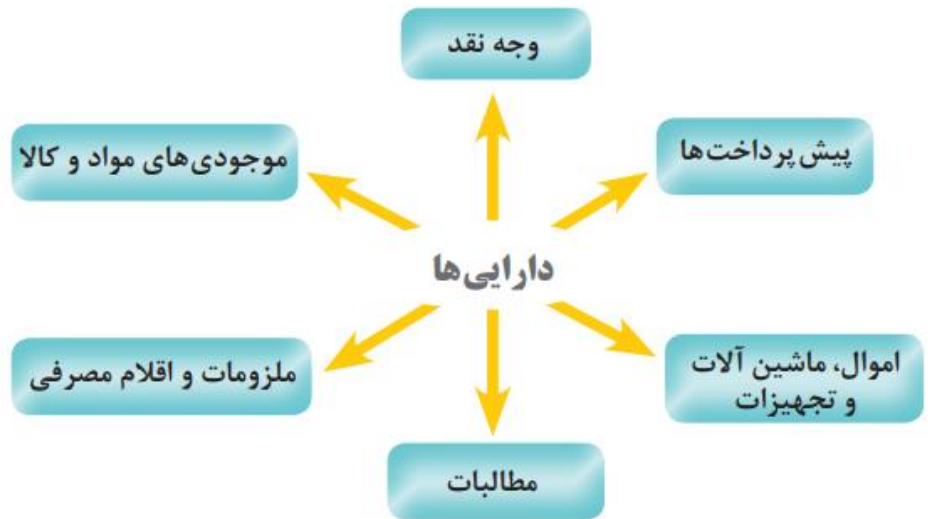 وجه نقد
پیش پرداخت‌ها
موجودی‌های مواد و کالا
دارایی‌ها
اموال، ماشین آلات
و تجهیزات
ملزومات و اقلام مصرفی
مطالبات